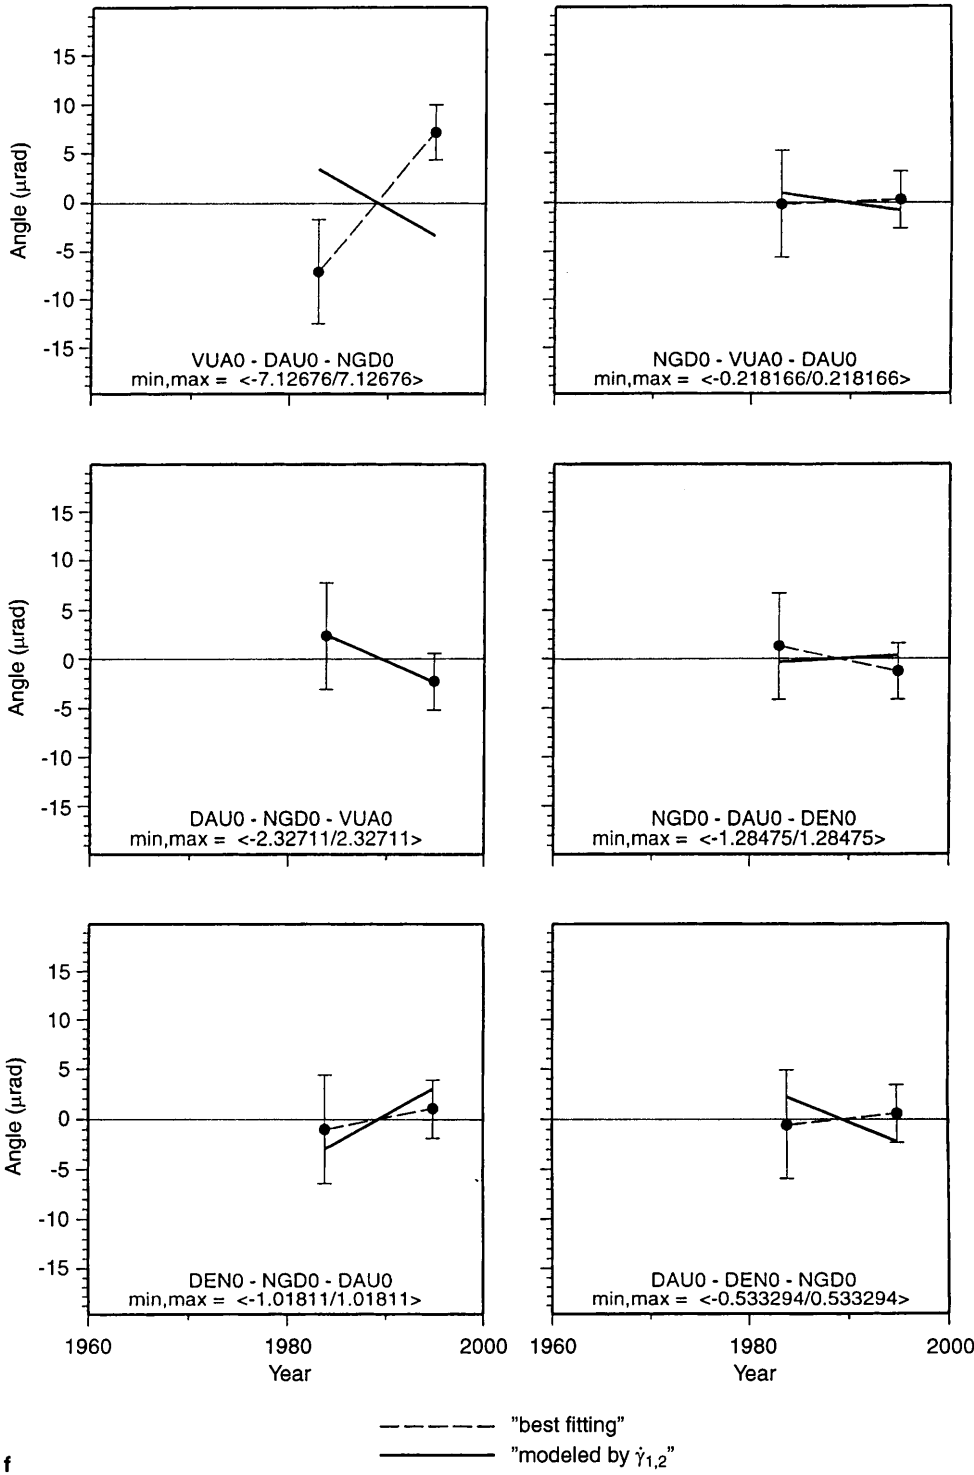 15
10
5
0
-5
-10
-15
Angle (μrad)
VUA0 - DAU0 - NGD0
min,max = <-7.12676/7.12676>
NGD0 - VUA0 - DAU0
min,max = <-0.218166/0.218166>
15
10
5
0
-5
-10
-15
Angle (μrad)
DAU0 - NGD0 - VUA0
min,max = <-2.32711/2.32711>
NGD0 - DAU0 - DEN0
min,max = <-1.28475/1.28475>
15
10
5
0
-5
-10
-15
Angle (μrad)
DEN0 - NGD0 - DAU0
min,max = <-1.01811/1.01811>
DAU0 - DEN0 - NGD0
min,max = <-0.533294/0.533294>
1960 1980 2000
Year
1960 1980 2000
Year
"best fitting"
"modeled by γ̇1,2"
f